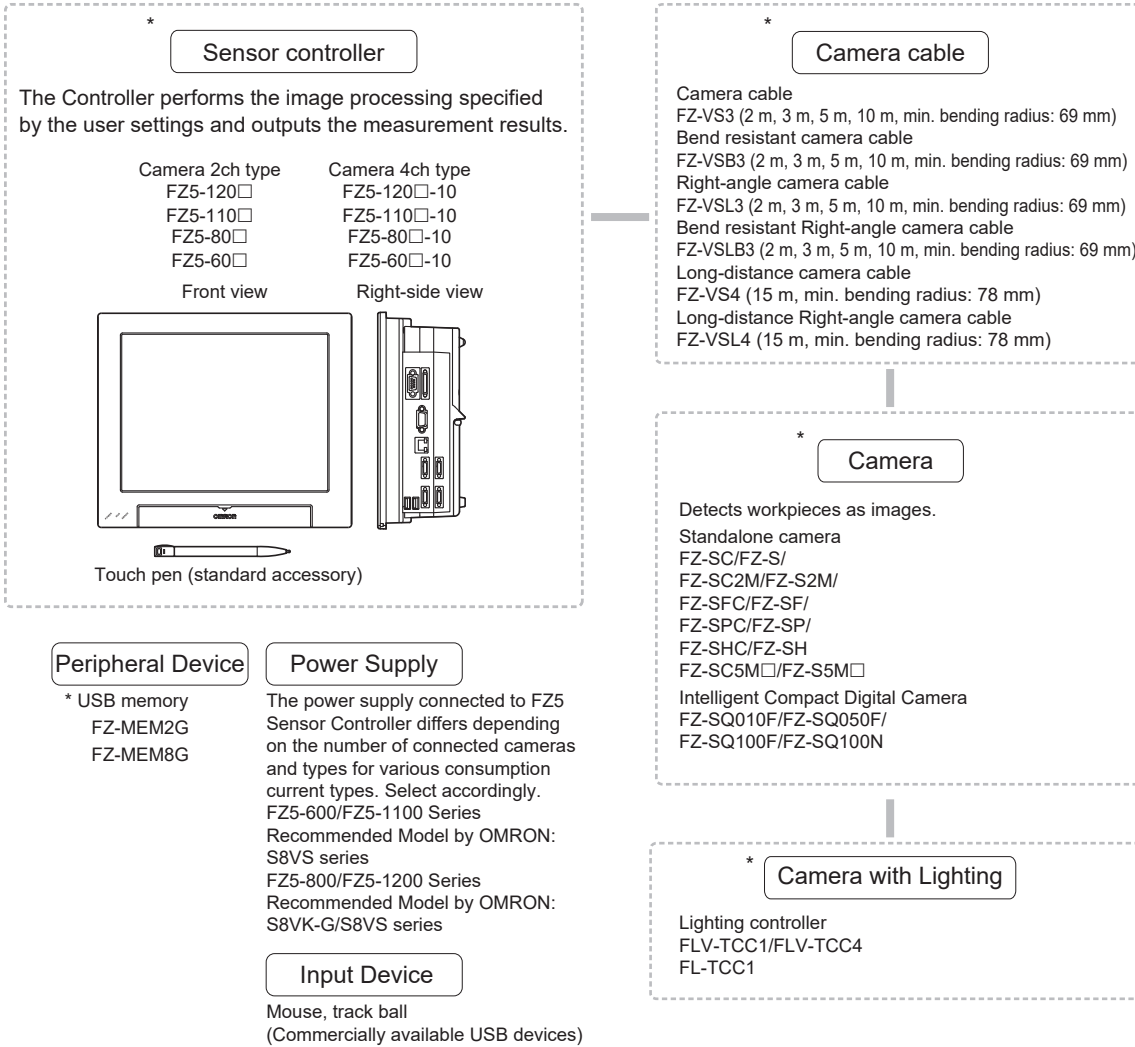 *
Sensor controller
The Controller performs the image processing specified
by the user settings and outputs the measurement results.
Camera 2ch type
FZ5-120□
FZ5-110□
FZ5-80□
FZ5-60□
Camera 4ch type
FZ5-120□-10
FZ5-110□-10
FZ5-80□-10
FZ5-60□-10
Front view
Right-side view
OMRON
Touch pen (standard accessory)
*
Camera cable
Camera cable
FZ-VS3 (2 m, 3 m, 5 m, 10 m, min. bending radius: 69 mm)
Bend resistant camera cable
FZ-VSB3 (2 m, 3 m, 5 m, 10 m, min. bending radius: 69 mm)
Right-angle camera cable
FZ-VSL3 (2 m, 3 m, 5 m, 10 m, min. bending radius: 69 mm)
Bend resistant Right-angle camera cable
FZ-VSLB3 (2 m, 3 m, 5 m, 10 m, min. bending radius: 69 mm)
Long-distance camera cable
FZ-VS4 (15 m, min. bending radius: 78 mm)
Long-distance Right-angle camera cable
FZ-VSL4 (15 m, min. bending radius: 78 mm)
*
Camera
Detects workpieces as images.
Standalone camera
FZ-SC/FZ-S/
FZ-SC2M/FZ-S2M/
FZ-SFC/FZ-SF/
FZ-SPC/FZ-SP/
FZ-SHC/FZ-SH
FZ-SC5M□/FZ-S5M□
Intelligent Compact Digital Camera
FZ-SQ010F/FZ-SQ050F/
FZ-SQ100F/FZ-SQ100N
*
Camera with Lighting
Lighting controller
FLV-TCC1/FLV-TCC4
FL-TCC1
Peripheral Device
* USB memory
FZ-MEM2G
FZ-MEM8G
Power Supply
The power supply connected to FZ5
Sensor Controller differs depending
on the number of connected cameras
and types for various consumption
current types. Select accordingly.
FZ5-600/FZ5-1100 Series
Recommended Model by OMRON:
S8VS series
FZ5-800/FZ5-1200 Series
Recommended Model by OMRON:
S8VK-G/S8VS series
Input Device
Mouse, track ball
(Commercially available USB devices)